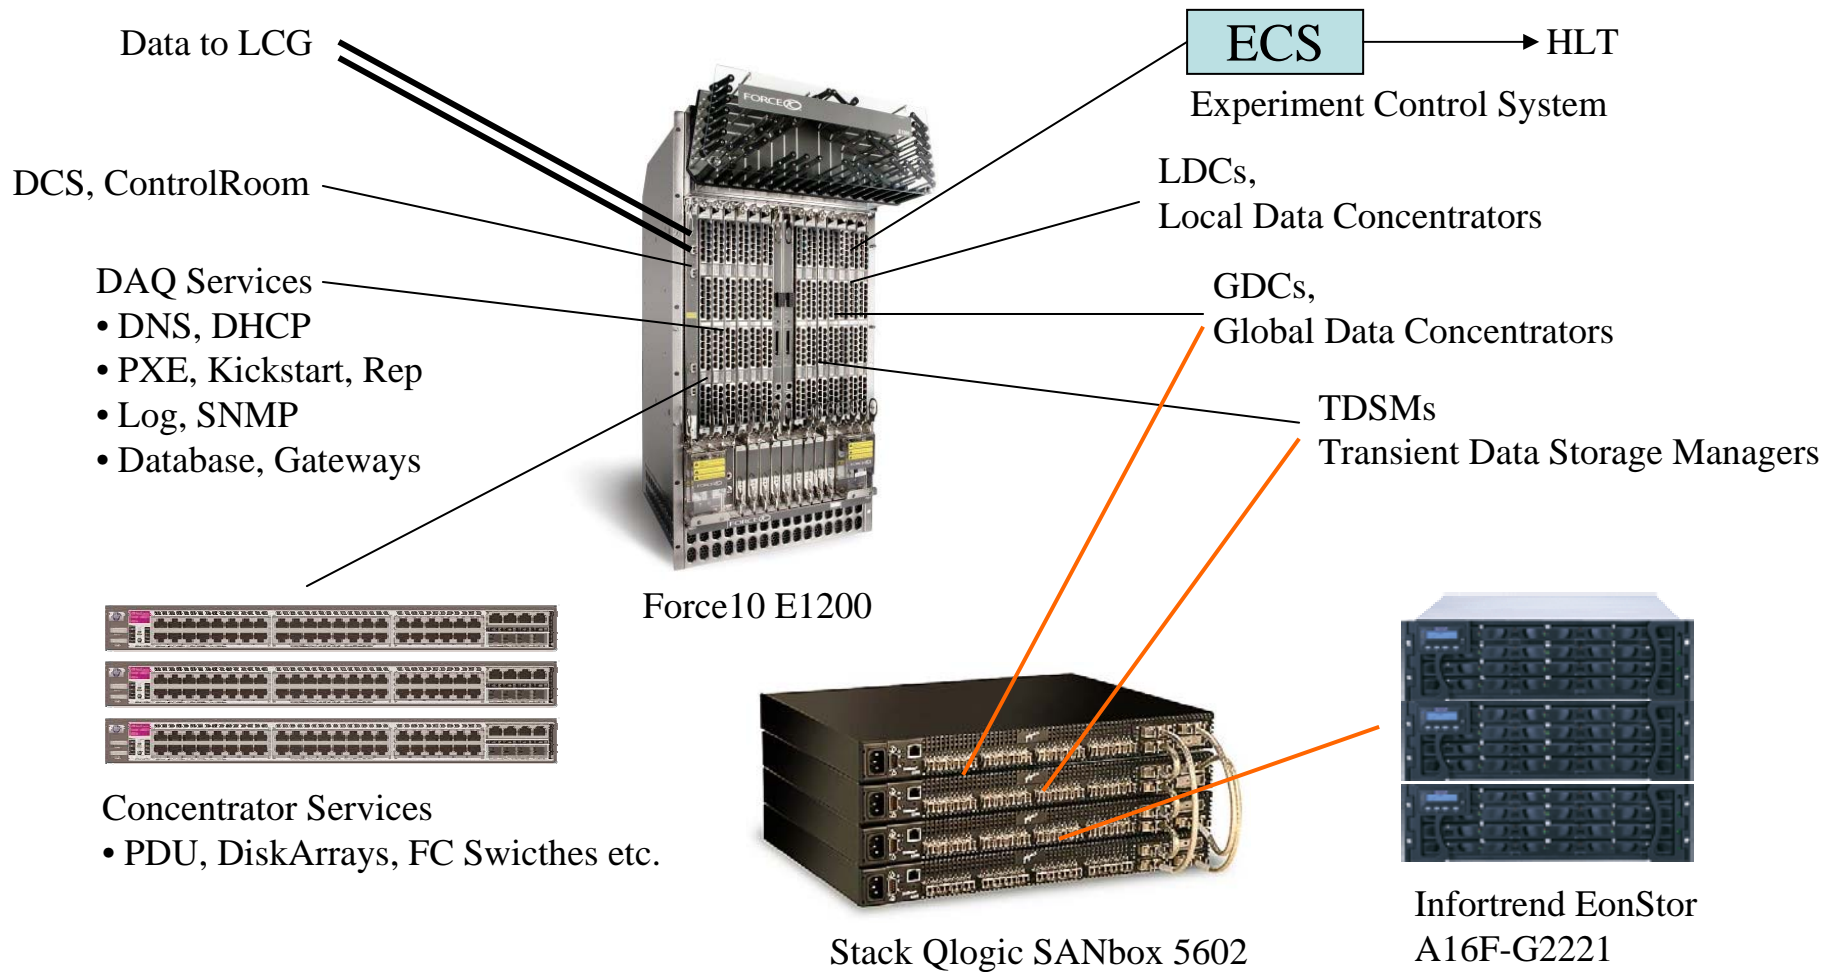 Data to LCG
ECS
HLT
Experiment Control System
FORCE10
DCS, ControlRoom
LDCs,
Local Data Concentrators
DAQ Services
• DNS, DHCP
• PXE, Kickstart, Rep
• Log, SNMP
• Database, Gateways
GDCs,
Global Data Concentrators
TDSMs
Transient Data Storage Managers
FORCE10
Force10 E1200
Concentrator Services
• PDU, DiskArrays, FC Swicthes etc.
Stack Qlogic SANbox 5602
Infortrend EonStor
A16F-G2221